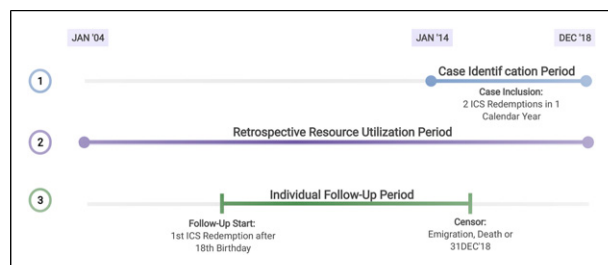 JAN '04 JAN '14 DEC '18
1 Case Identif cation Period
Case Inclusion:
2 ICS Redemptions in 1
Calendar Year
2 Retrospective Resource Utilization Period
3 Individual Follow-Up Period
Follow-Up Start:
1st ICS Redemption after
18th Birthday
Censor:
Emigration, Death or
31DEC'18